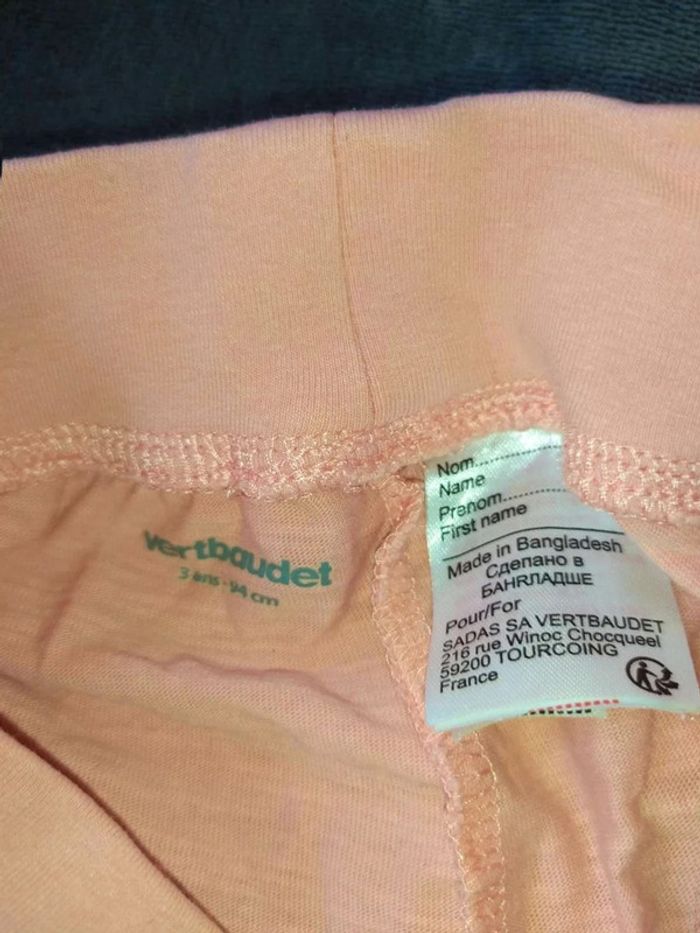 vertbaudet
3 ans - 94 cm
Nom..............
Name
Prenom..........
First name
Made in Bangladesh
Сделано в
БАНГЛАДШЕ
Pour/For
SADAS SA VERTBAUDET
216 rue Winoc Chocqueel
59200 TOURCOING
France